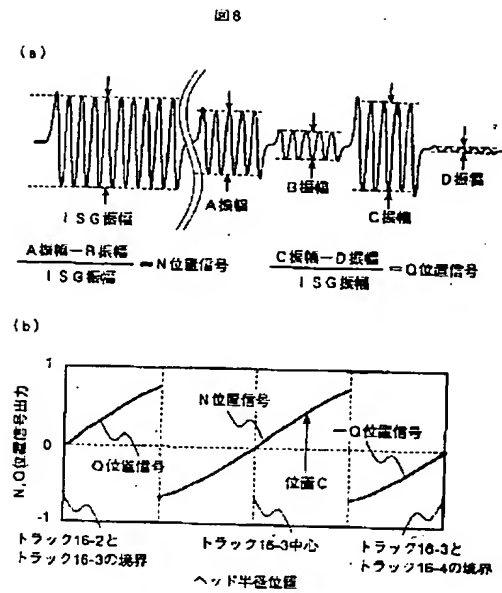 図8
(a)
ISG振幅
A振幅
B振幅
C振幅
D振幅
A振幅－B振幅
ISG振幅
＝N位置信号
C振幅－D振幅
ISG振幅
＝Q位置信号
(b)
N,Q位置信号出力
1
0
-1
Q位置信号
N位置信号
位置C
－Q位置信号
トラック16-2と
トラック16-3の境界
トラック16-3中心
トラック16-3と
トラック16-4の境界
ヘッド半径位置